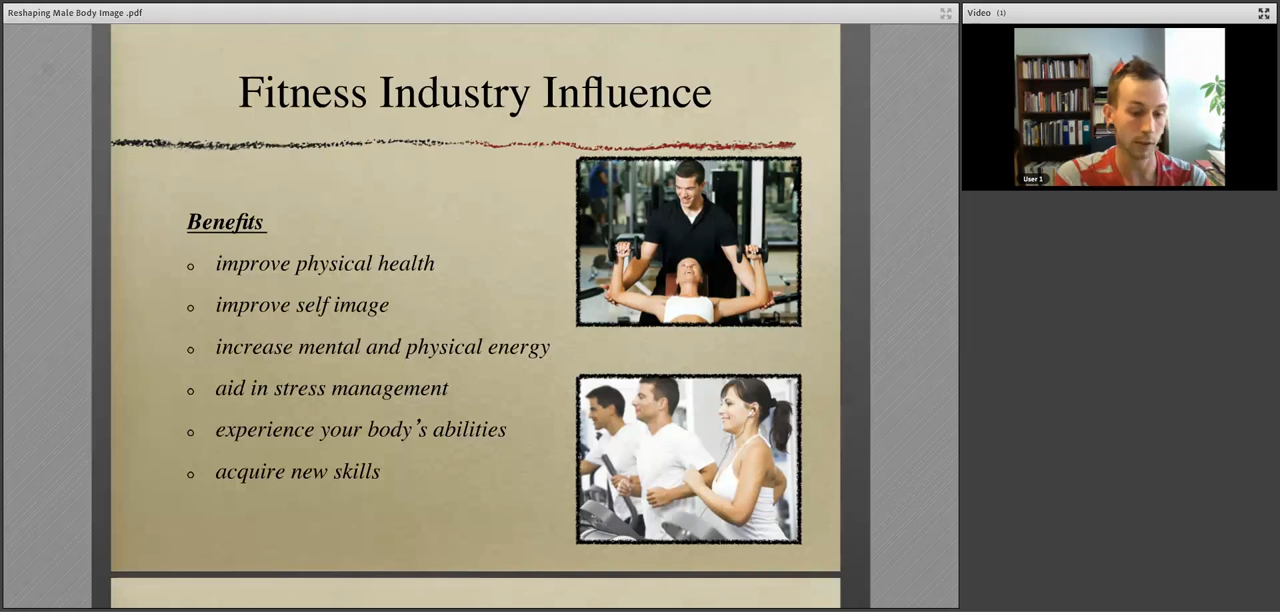 Reshaping Male Body Image .pdf
Video (1)
Fitness Industry Influence
User 1
Benefits
improve physical health
improve self image
increase mental and physical energy
aid in stress management
experience your body’s abilities
acquire new skills